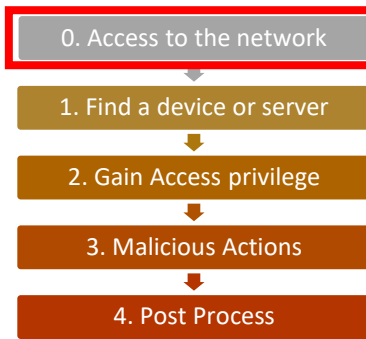 0. Access to the network
1. Find a device or server
2. Gain Access privilege
3. Malicious Actions
4. Post Process